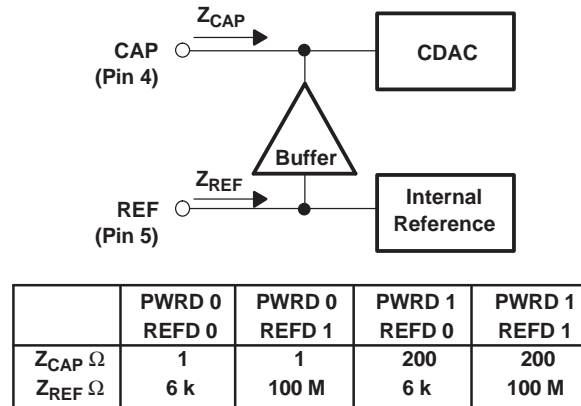 Z_CAP
CAP
(Pin 4)
CDAC
Buffer
Z_REF
REF
(Pin 5)
Internal
Reference
PWRD 0 PWRD 0 PWRD 1 PWRD 1
REFD 0 REFD 1 REFD 0 REFD 1
Z_CAP Ω 1 1 200 200
Z_REF Ω 6 k 100 M 6 k 100 M